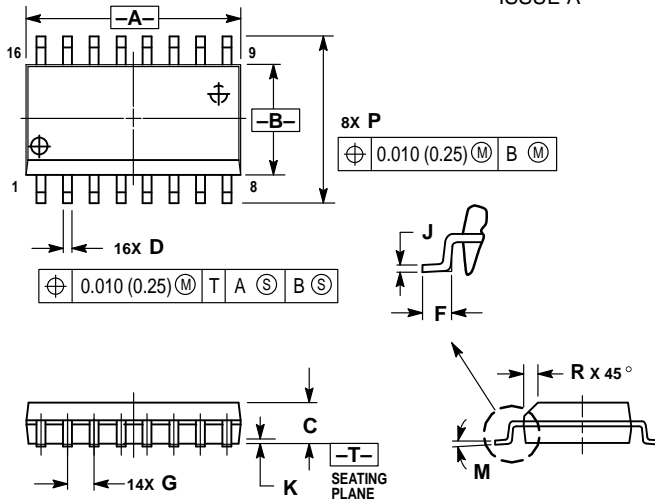 ISSUE A
–A–
16 9
–B–
8X P
⌖ 0.010 (0.25) Ⓜ B Ⓜ
1 8
16X D
J
⌖ 0.010 (0.25) Ⓜ T A Ⓢ B Ⓢ
F
R X 45°
C
–T–
M
14X G
K
SEATING
PLANE